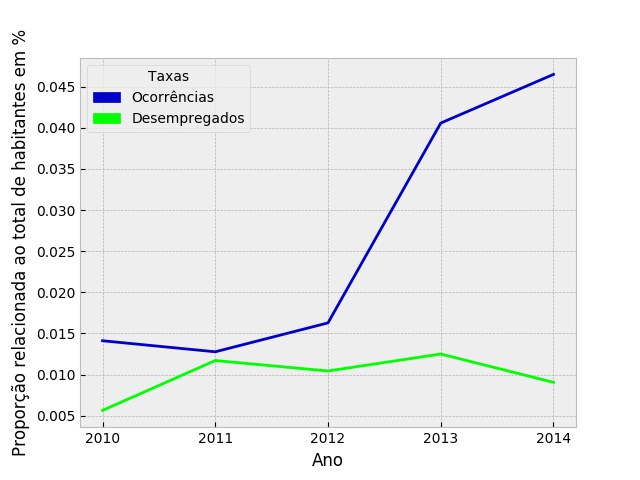 Proporção relacionada ao total de habitantes em %
Taxas
Ocorrências
Desempregados
0.045
0.040
0.035
0.030
0.025
0.020
0.015
0.010
0.005
2010 2011 2012 2013 2014
Ano